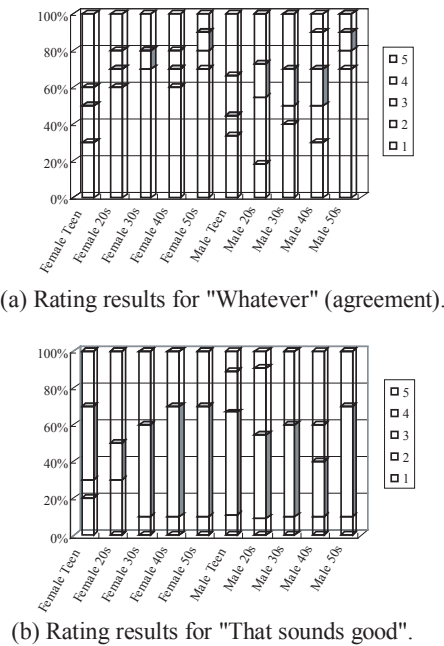 100%
80%
60%
40%
20%
0%
Female Teen
Female 20s
Female 30s
Female 40s
Female 50s
Male Teen
Male 20s
Male 30s
Male 40s
Male 50s
5
4
3
2
1
(a) Rating results for "Whatever" (agreement).
100%
80%
60%
40%
20%
0%
Female Teen
Female 20s
Female 30s
Female 40s
Female 50s
Male Teen
Male 20s
Male 30s
Male 40s
Male 50s
5
4
3
2
1
(b) Rating results for "That sounds good".